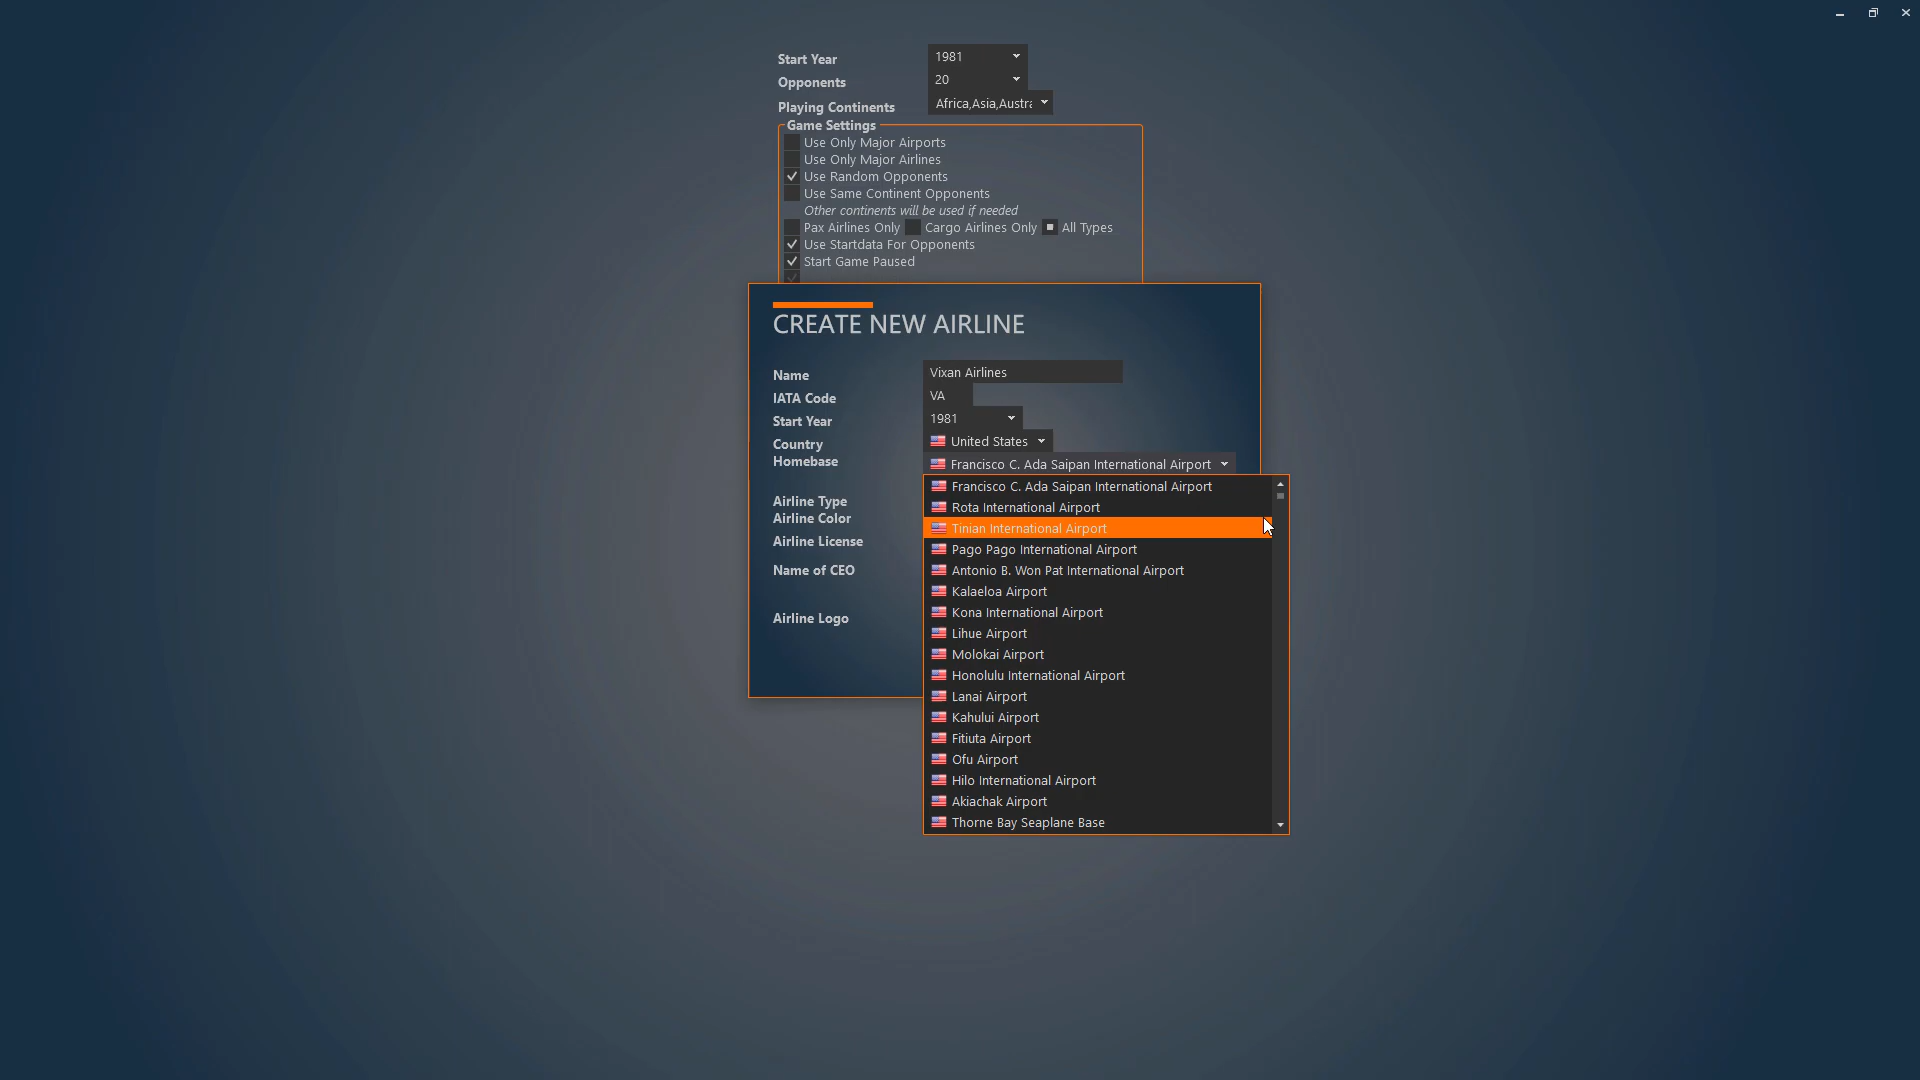 Start Year 1981
Opponents 20
Playing Continents Africa,Asia,Austra
Game Settings
Use Only Major Airports
Use Only Major Airlines
Use Random Opponents
Use Same Continent Opponents
Other continents will be used if needed
Pax Airlines Only Cargo Airlines Only All Types
Use Startdata For Opponents
Start Game Paused
CREATE NEW AIRLINE
Name Vixan Airlines
IATA Code VA
Start Year 1981
Country United States
Homebase Francisco C. Ada Saipan International Airport
Airline Type
Airline Color
Airline License
Name of CEO
Airline Logo
Francisco C. Ada Saipan International Airport
Rota International Airport
Tinian International Airport
Pago Pago International Airport
Antonio B. Won Pat International Airport
Kalaeloa Airport
Kona International Airport
Lihue Airport
Molokai Airport
Honolulu International Airport
Lanai Airport
Kahului Airport
Fitiuta Airport
Ofu Airport
Hilo International Airport
Akiachak Airport
Thorne Bay Seaplane Base